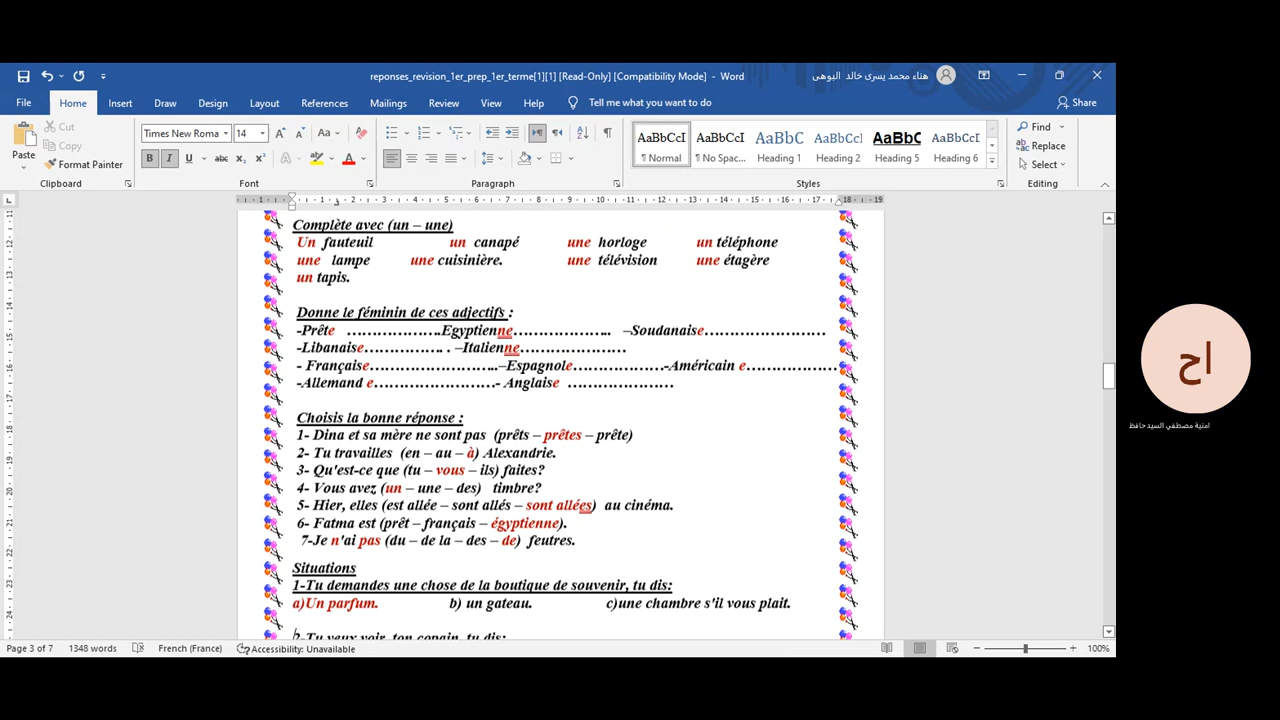 reponses_revision_1er_prep_1er_terme[1][1] [Read-Only] [Compatibility Mode] - Word
هناء محمد يسرى خالد البوهى
File Home Insert Draw Design Layout References Mailings Review View Help Tell me what you want to do Share
Paste
Cut
Copy
Format Painter
Clipboard
Times New Roma 14
Font
Paragraph
AaBbCcI AaBbCcI AaBbC AaBbCcI AaBbC AaBbCcI
¶ Normal ¶ No Spac... Heading 1 Heading 2 Heading 5 Heading 6
Styles
Find
Replace
Select
Editing
Complète avec (un – une)
Un fauteuil un canapé une horloge un téléphone
une lampe une cuisinière. une télévision une étagère
un tapis.
Donne le féminin de ces adjectifs :
-Prête ……………….Egyptienne……………….. –Soudanaise……………………
-Libanaise……………. . –Italienne…………………
- Française……………………...–Espagnole………………-Américain e………………
-Allemand e……………………- Anglaise …………………
Choisis la bonne réponse :
1- Dina et sa mère ne sont pas (prêts – prêtes – prête)
2- Tu travailles (en – au – à) Alexandrie.
3- Qu'est-ce que (tu – vous – ils) faites?
4- Vous avez (un – une – des) timbre?
5- Hier, elles (est allée – sont allés – sont allées) au cinéma.
6- Fatma est (prêt – français – égyptienne).
7-Je n'ai pas (du – de la – des – de) feutres.
Situations
1-Tu demandes une chose de la boutique de souvenir, tu dis:
a)Un parfum. b) un gateau. c)une chambre s'il vous plait.
2-Tu veux voir, ton copain, tu dis:
Page 3 of 7 1348 words French (France) Accessibility: Unavailable 100%
اح
امنية مصطفي السيد حافظ